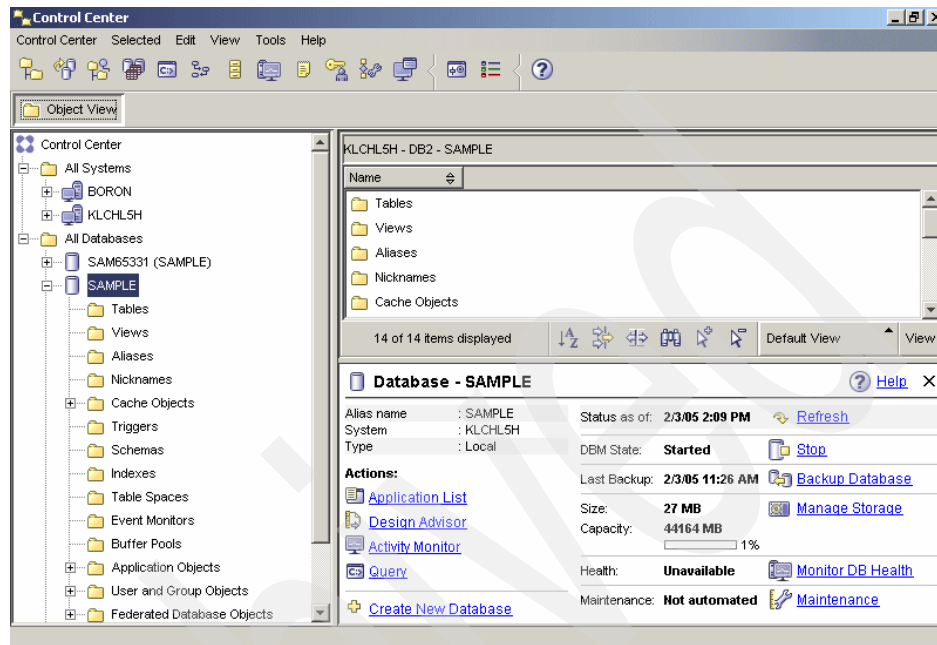 Control Center
Control Center Selected Edit View Tools Help
Object View
Control Center
All Systems
BORON
KLCHL5H
All Databases
SAM65331 (SAMPLE)
SAMPLE
Tables
Views
Aliases
Nicknames
Cache Objects
Triggers
Schemas
Indexes
Table Spaces
Event Monitors
Buffer Pools
Application Objects
User and Group Objects
Federated Database Objects
KLCHL5H - DB2 - SAMPLE
Name
Tables
Views
Aliases
Nicknames
Cache Objects
14 of 14 items displayed
Default View
View
Database - SAMPLE
Help
Alias name : SAMPLE
System : KLCHL5H
Type : Local
Actions:
Application List
Design Advisor
Activity Monitor
Query
Create New Database
Status as of: 2/3/05 2:09 PM Refresh
DBM State: Started Stop
Last Backup: 2/3/05 11:26 AM Backup Database
Size: 27 MB Manage Storage
Capacity: 44164 MB
1%
Health: Unavailable Monitor DB Health
Maintenance: Not automated Maintenance